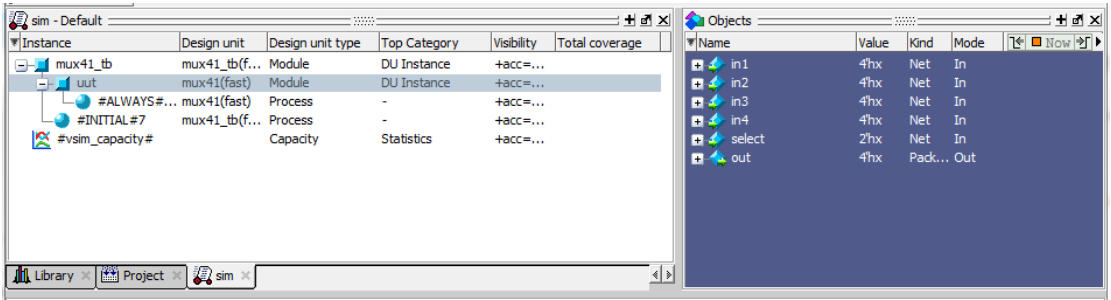 sim - Default
Instance Design unit Design unit type Top Category Visibility Total coverage
mux41_tb mux41_tb(f... Module DU Instance +acc=...
uut mux41(fast) Module DU Instance +acc=...
#ALWAYS#... mux41(fast) Process - +acc=...
#INITIAL#7 mux41_tb(f... Process - +acc=...
#vsim_capacity# Capacity Statistics +acc=...
Library Project sim
Objects
Name Value Kind Mode Now
in1 4'hx Net In
in2 4'hx Net In
in3 4'hx Net In
in4 4'hx Net In
select 2'hx Net In
out 4'hx Pack... Out